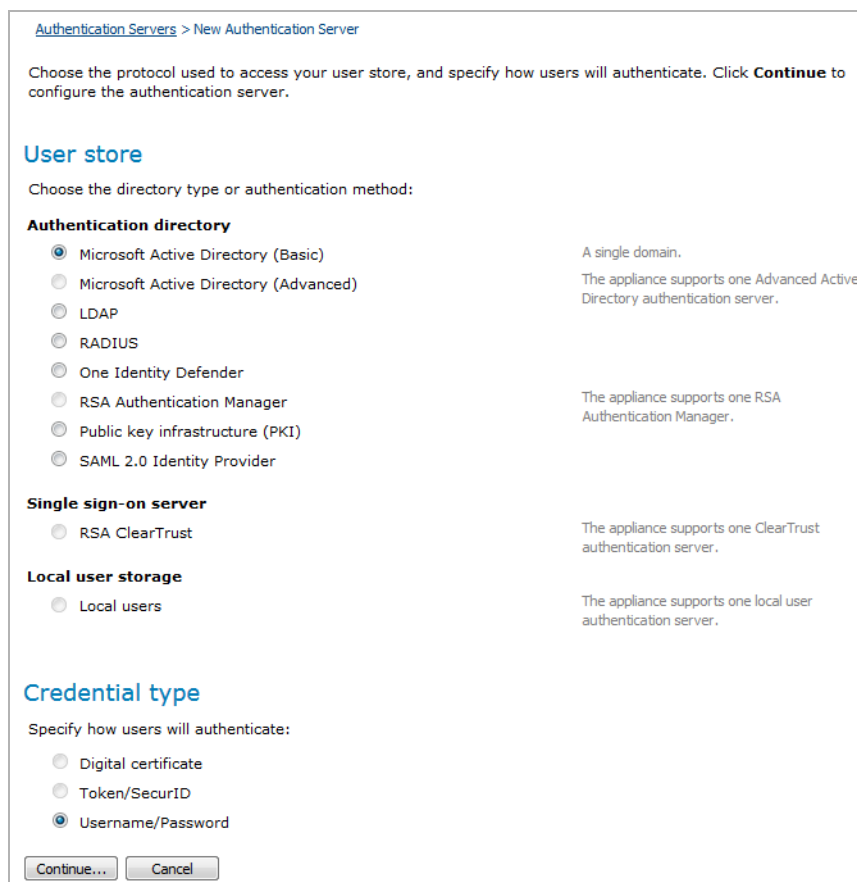 Authentication Servers > New Authentication Server
Choose the protocol used to access your user store, and specify how users will authenticate. Click Continue to
configure the authentication server.
User store
Choose the directory type or authentication method:
Authentication directory
Microsoft Active Directory (Basic)
A single domain.
Microsoft Active Directory (Advanced)
The appliance supports one Advanced Active
Directory authentication server.
LDAP
RADIUS
One Identity Defender
RSA Authentication Manager
The appliance supports one RSA
Authentication Manager.
Public key infrastructure (PKI)
SAML 2.0 Identity Provider
Single sign-on server
RSA ClearTrust
The appliance supports one ClearTrust
authentication server.
Local user storage
Local users
The appliance supports one local user
authentication server.
Credential type
Specify how users will authenticate:
Digital certificate
Token/SecurID
Username/Password
Continue...
Cancel